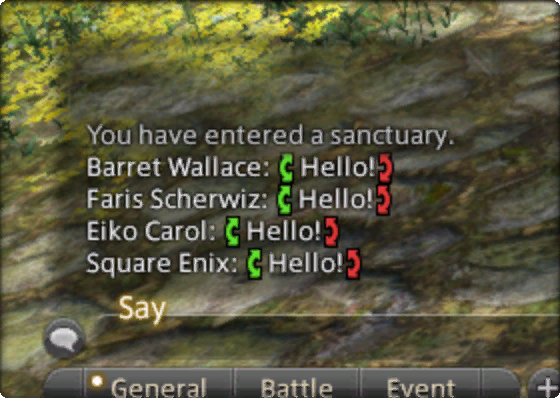 You have entered a sanctuary.
Barret Wallace: Hello!
Faris Scherwiz: Hello!
Eiko Carol: Hello!
Square Enix: Hello!
Say
General Battle Event +